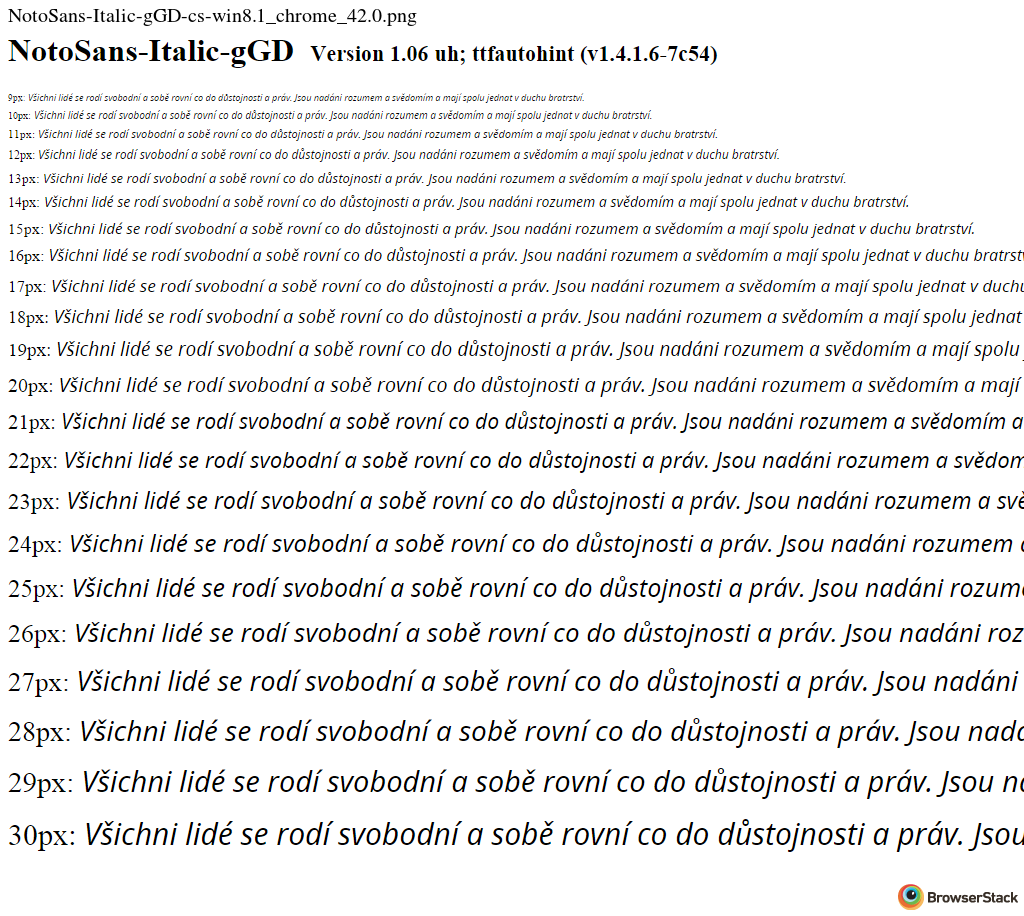 NotoSans-Italic-gGD-cs-win8.1_chrome_42.0.png
NotoSans-Italic-gGD Version 1.06 uh; ttfautohint (v1.4.1.6-7c54)
9px: Všichni lidé se rodí svobodní a sobě rovní co do důstojnosti a práv. Jsou nadáni rozumem a svědomím a mají spolu jednat v duchu bratrství.
10px: Všichni lidé se rodí svobodní a sobě rovní co do důstojnosti a práv. Jsou nadáni rozumem a svědomím a mají spolu jednat v duchu bratrství.
11px: Všichni lidé se rodí svobodní a sobě rovní co do důstojnosti a práv. Jsou nadáni rozumem a svědomím a mají spolu jednat v duchu bratrství.
12px: Všichni lidé se rodí svobodní a sobě rovní co do důstojnosti a práv. Jsou nadáni rozumem a svědomím a mají spolu jednat v duchu bratrství.
13px: Všichni lidé se rodí svobodní a sobě rovní co do důstojnosti a práv. Jsou nadáni rozumem a svědomím a mají spolu jednat v duchu bratrství.
14px: Všichni lidé se rodí svobodní a sobě rovní co do důstojnosti a práv. Jsou nadáni rozumem a svědomím a mají spolu jednat v duchu bratrství.
15px: Všichni lidé se rodí svobodní a sobě rovní co do důstojnosti a práv. Jsou nadáni rozumem a svědomím a mají spolu jednat v duchu bratrství.
16px: Všichni lidé se rodí svobodní a sobě rovní co do důstojnosti a práv. Jsou nadáni rozumem a svědomím a mají spolu jednat v duchu bratrst
17px: Všichni lidé se rodí svobodní a sobě rovní co do důstojnosti a práv. Jsou nadáni rozumem a svědomím a mají spolu jednat v duchu
18px: Všichni lidé se rodí svobodní a sobě rovní co do důstojnosti a práv. Jsou nadáni rozumem a svědomím a mají spolu jednat
19px: Všichni lidé se rodí svobodní a sobě rovní co do důstojnosti a práv. Jsou nadáni rozumem a svědomím a mají spolu
20px: Všichni lidé se rodí svobodní a sobě rovní co do důstojnosti a práv. Jsou nadáni rozumem a svědomím a mají
21px: Všichni lidé se rodí svobodní a sobě rovní co do důstojnosti a práv. Jsou nadáni rozumem a svědomím a
22px: Všichni lidé se rodí svobodní a sobě rovní co do důstojnosti a práv. Jsou nadáni rozumem a svědom
23px: Všichni lidé se rodí svobodní a sobě rovní co do důstojnosti a práv. Jsou nadáni rozumem a svě
24px: Všichni lidé se rodí svobodní a sobě rovní co do důstojnosti a práv. Jsou nadáni rozumem a
25px: Všichni lidé se rodí svobodní a sobě rovní co do důstojnosti a práv. Jsou nadáni rozum
26px: Všichni lidé se rodí svobodní a sobě rovní co do důstojnosti a práv. Jsou nadáni roz
27px: Všichni lidé se rodí svobodní a sobě rovní co do důstojnosti a práv. Jsou nadáni
28px: Všichni lidé se rodí svobodní a sobě rovní co do důstojnosti a práv. Jsou nadá
29px: Všichni lidé se rodí svobodní a sobě rovní co do důstojnosti a práv. Jsou na
30px: Všichni lidé se rodí svobodní a sobě rovní co do důstojnosti a práv. Jsou
BrowserStack